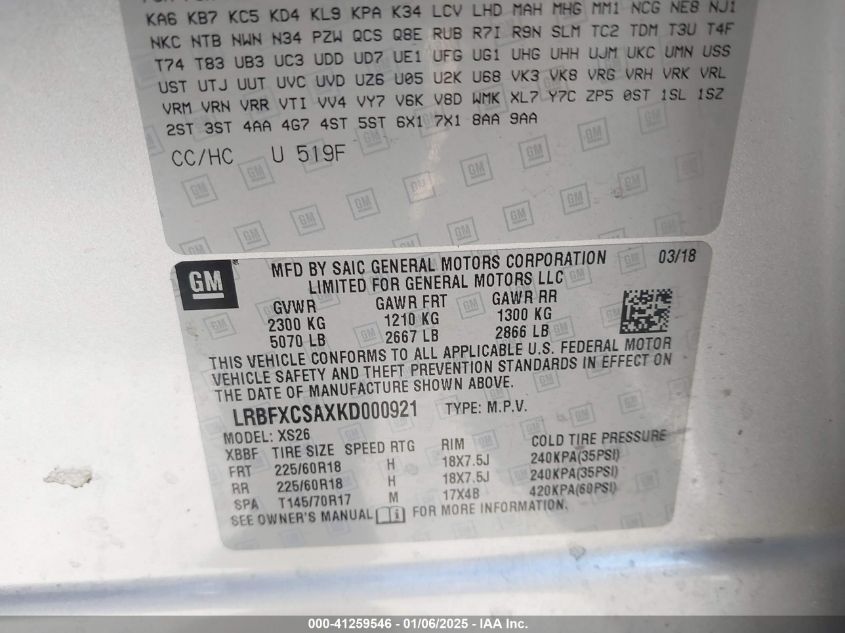 KA6 KB7 KC5 KD4 KL9 KPA K34 LCV LHD MAH MHG MM1 NCG NE8 NJ1
NKC NTB NWN N34 PZW QCS Q8E RUB R7I R9N SLM TC2 TDM T3U T4F
T74 T83 UB3 UC3 UDD UD7 UE1 UFG UG1 UHG UHH UJM UKC UMN USS
UST UTJ UUT UVC UVD UZ6 U05 U2K U68 VK3 VK8 VRG VRH VRK VRL
VRM VRN VRR VTI VV4 VY7 V6K V8D WMK XL7 Y7C ZP5 0ST 1SL 1SZ
2ST 3ST 4AA 4G7 4ST 5ST 6X1 7X1 8AA 9AA
CC/HC U 519F
GM
MFD BY SAIC GENERAL MOTORS CORPORATION 03/18
LIMITED FOR GENERAL MOTORS LLC
GVWR GAWR FRT GAWR RR
2300 KG 1210 KG 1300 KG
5070 LB 2667 LB 2866 LB
THIS VEHICLE CONFORMS TO ALL APPLICABLE U.S. FEDERAL MOTOR
VEHICLE SAFETY AND THEFT PREVENTION STANDARDS IN EFFECT ON
THE DATE OF MANUFACTURE SHOWN ABOVE.
LRBFXCSAXKD000921 TYPE: M.P.V.
MODEL: XS26
XBBF TIRE SIZE SPEED RTG RIM COLD TIRE PRESSURE
FRT 225/60R18 H 18X7.5J 240KPA(35PSI)
RR 225/60R18 H 18X7.5J 240KPA(35PSI)
SPA T145/70R17 M 17X4B 420KPA(60PSI)
SEE OWNER'S MANUAL FOR MORE INFORMATION.
000-41259546 - 01/06/2025 - IAA Inc.